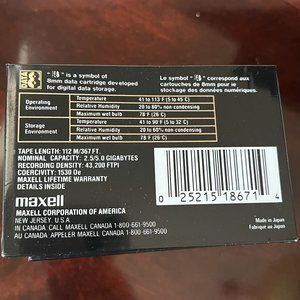 DATA
8
" " is a symbol of
8mm data cartridge developed
for digital data storage.
Le symbole " " correspond aux
cartouches de 8mm pour le
stockage des données numériques.
Operating Environment
Temperature 41 to 113 F (5 to 45 C)
Relative Humidity 20 to 80% non-condensing
Maximum wet bulb 78 F (26 C)
Storage Environment
Temperature 41 to 90 F (5 to 32 C)
Relative Humidity 20 to 60% non-condensing
Maximum wet bulb 78 F (26 C)
TAPE LENGTH: 112 M/367 FT.
NOMINAL CAPACITY: 2.5/5.0 GIGABYTES
RECORDING DENSITY: 43,200 FTPI
COERCIVITY: 1530 Oe
MAXELL LIFETIME WARRANTY
DETAILS INSIDE
maxell
MAXELL CORPORATION OF AMERICA
NEW JERSEY, U.S.A.
IN CANADA CALL MAXELL CANADA 1-800-661-9500
AU CANADA, APPELER MAXELL CANADA 1-800-661-9500
0 25215 18671 4
Made in Japan
Fabriqué au Japon